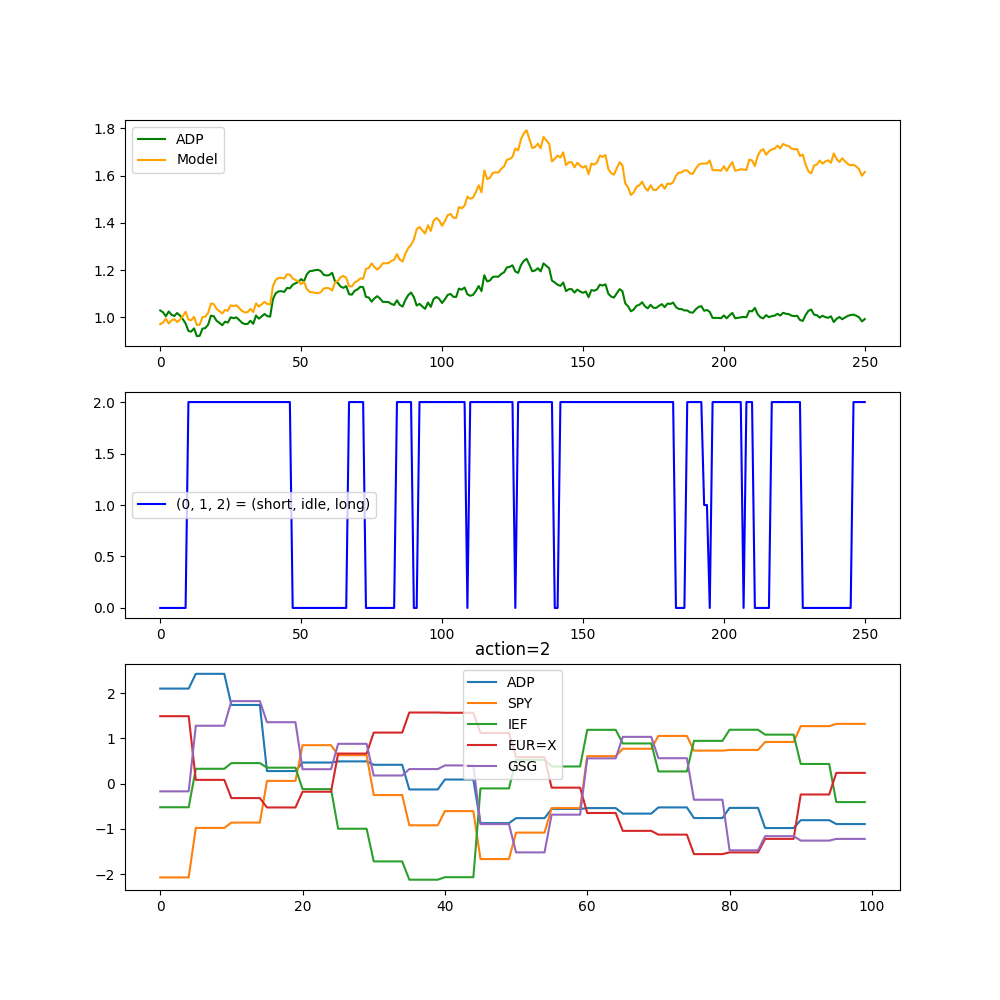 ADP
Model
1.8
1.6
1.4
1.2
1.0
0 50 100 150 200 250
(0, 1, 2) = (short, idle, long)
2.0
1.5
1.0
0.5
0.0
0 50 100 150 200 250
action=2
ADP
SPY
IEF
EUR=X
GSG
2
1
0
−1
−2
0 20 40 60 80 100